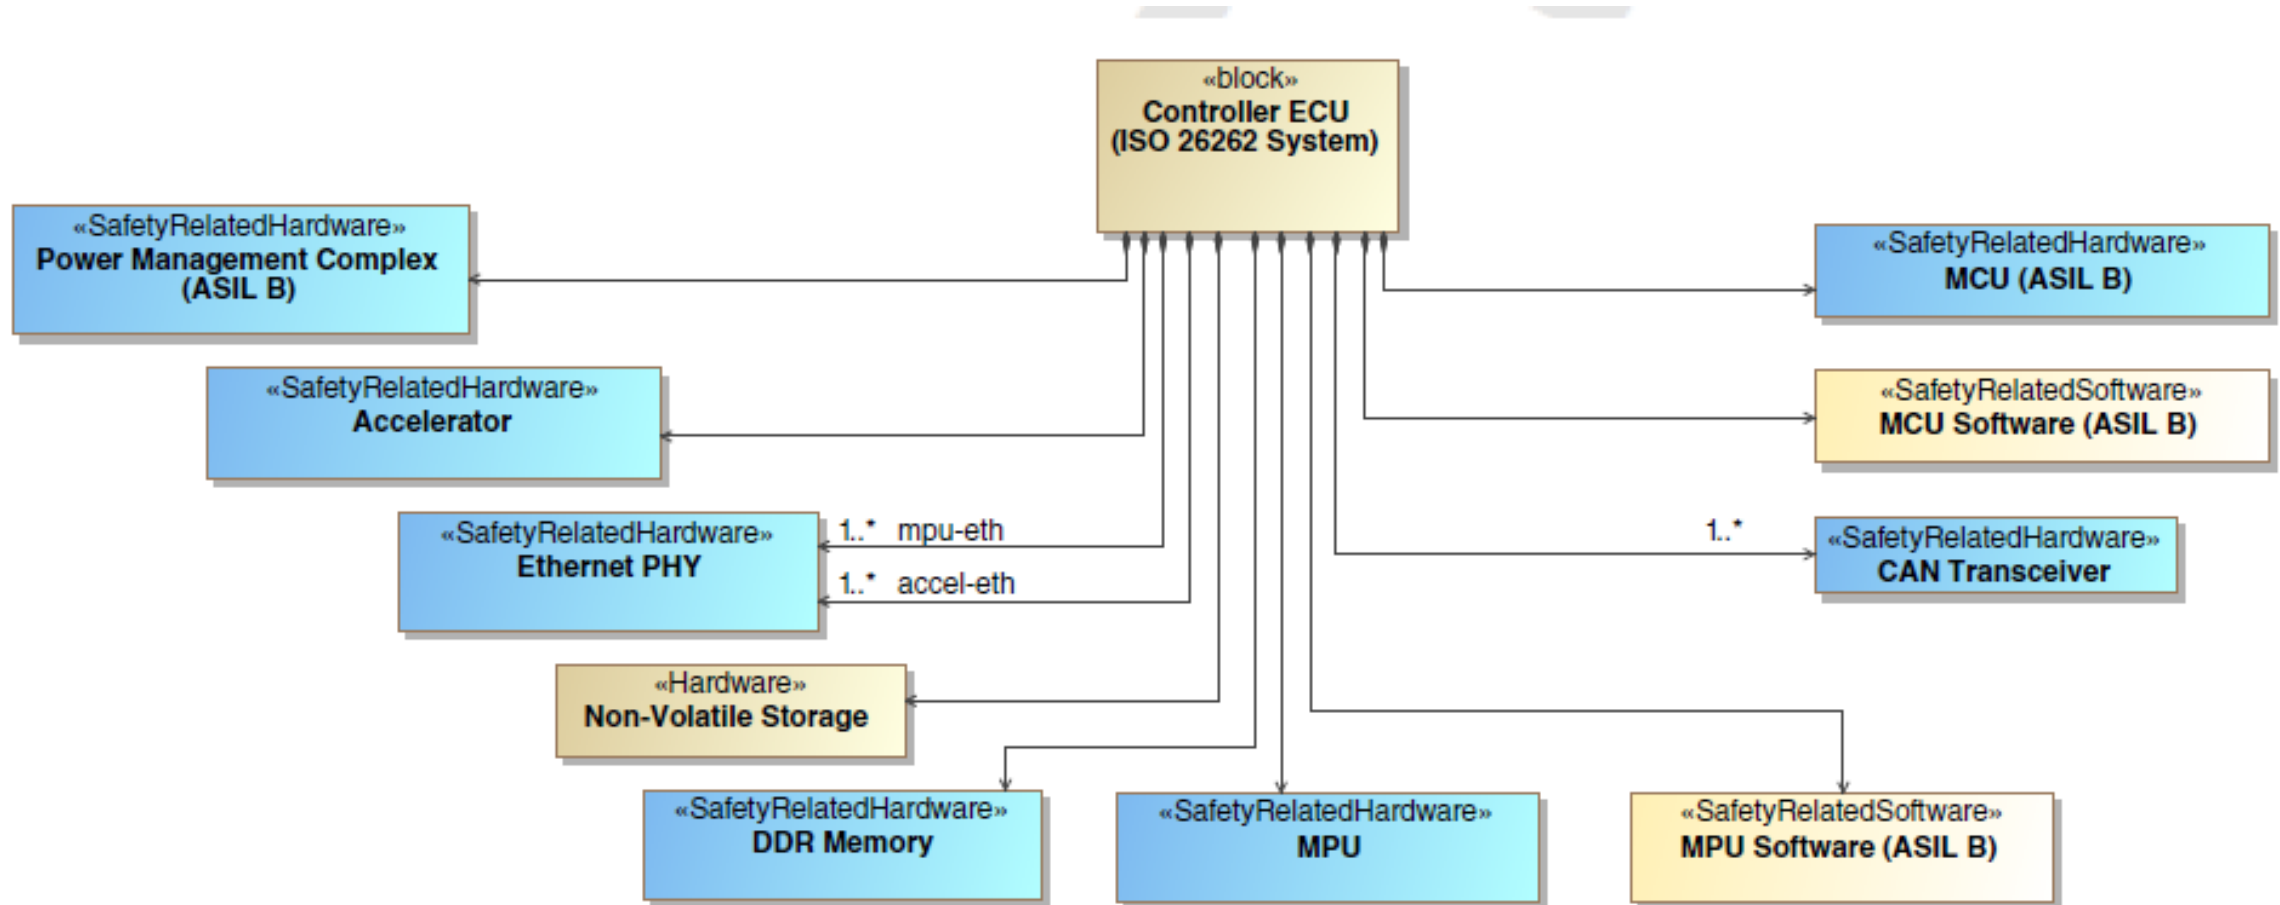 «block»
Controller ECU
(ISO 26262 System)
«SafetyRelatedHardware»
Power Management Complex
(ASIL B)
«SafetyRelatedHardware»
MCU (ASIL B)
«SafetyRelatedHardware»
Accelerator
«SafetyRelatedSoftware»
MCU Software (ASIL B)
«SafetyRelatedHardware»
Ethernet PHY
1..* mpu-eth
1..* accel-eth
1..*
«SafetyRelatedHardware»
CAN Transceiver
«Hardware»
Non-Volatile Storage
«SafetyRelatedHardware»
DDR Memory
«SafetyRelatedHardware»
MPU
«SafetyRelatedSoftware»
MPU Software (ASIL B)